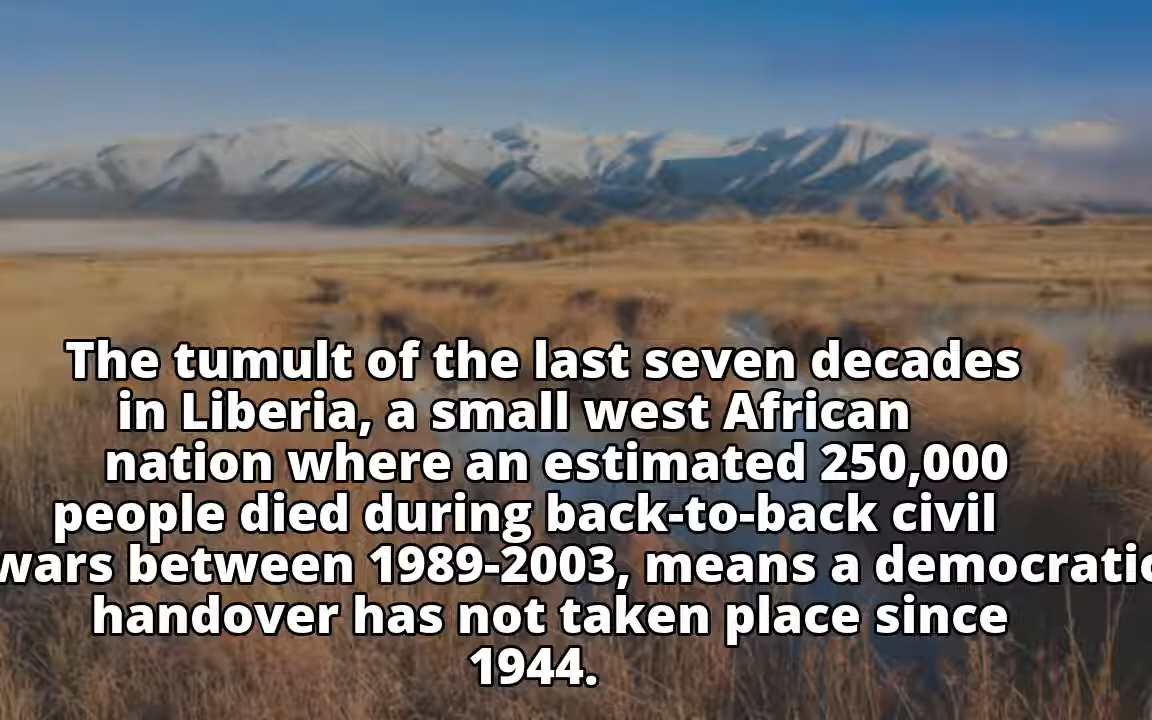 The tumult of the last seven decades
in Liberia, a small west African
nation where an estimated 250,000
people died during back-to-back civil
wars between 1989-2003, means a democratic
handover has not taken place since
1944.